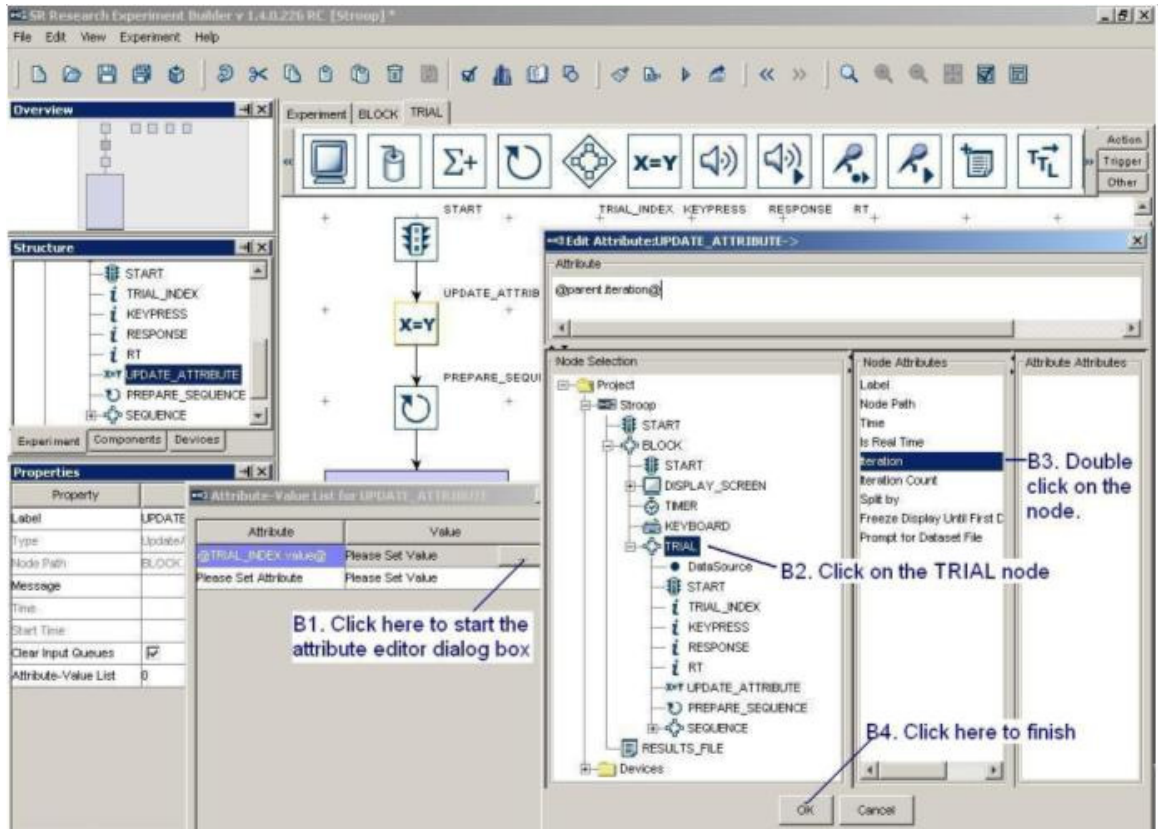 SR Research Experiment Builder v 1.4.0.226 RC [Stroop] *
File Edit View Experiment Help
Overview
Experiment BLOCK TRIAL
X=Y
Action
Trigger
Other
START
TRIAL_INDEX KEYPRESS RESPONSE RT
UPDATE_ATTRIB
X=Y
PREPARE_SEQU
Structure
START
TRIAL_INDEX
KEYPRESS
RESPONSE
RT
UPDATE_ATTRIBUTE
PREPARE_SEQUENCE
SEQUENCE
Experiment Components Devices
Properties
Property
Label UPDATE
Type UpdateA
Node Path BLOCK.
Message
Time
Start Time
Clear Input Queues
Attribute-Value List 0
Attribute-Value List for UPDATE_ATTRIBUTE
Attribute Value
@TRIAL_INDEX.value@ Please Set Value
Please Set Attribute Please Set Value
B1. Click here to start the
attribute editor dialog box
Edit Attribute:UPDATE_ATTRIBUTE->
Attribute
@parent.iteration@
Node Selection
Project
Stroop
START
BLOCK
START
DISPLAY_SCREEN
TIMER
KEYBOARD
TRIAL
DataSource
START
TRIAL_INDEX
KEYPRESS
RESPONSE
RT
UPDATE_ATTRIBUTE
PREPARE_SEQUENCE
SEQUENCE
RESULTS_FILE
Devices
Node Attributes
Label
Node Path
Time
Is Real Time
Iteration
Iteration Count
Split by
Freeze Display Until First D
Prompt for Dataset File
Attribute Attributes
B3. Double
click on the
node.
B2. Click on the TRIAL node
B4. Click here to finish
OK Cancel